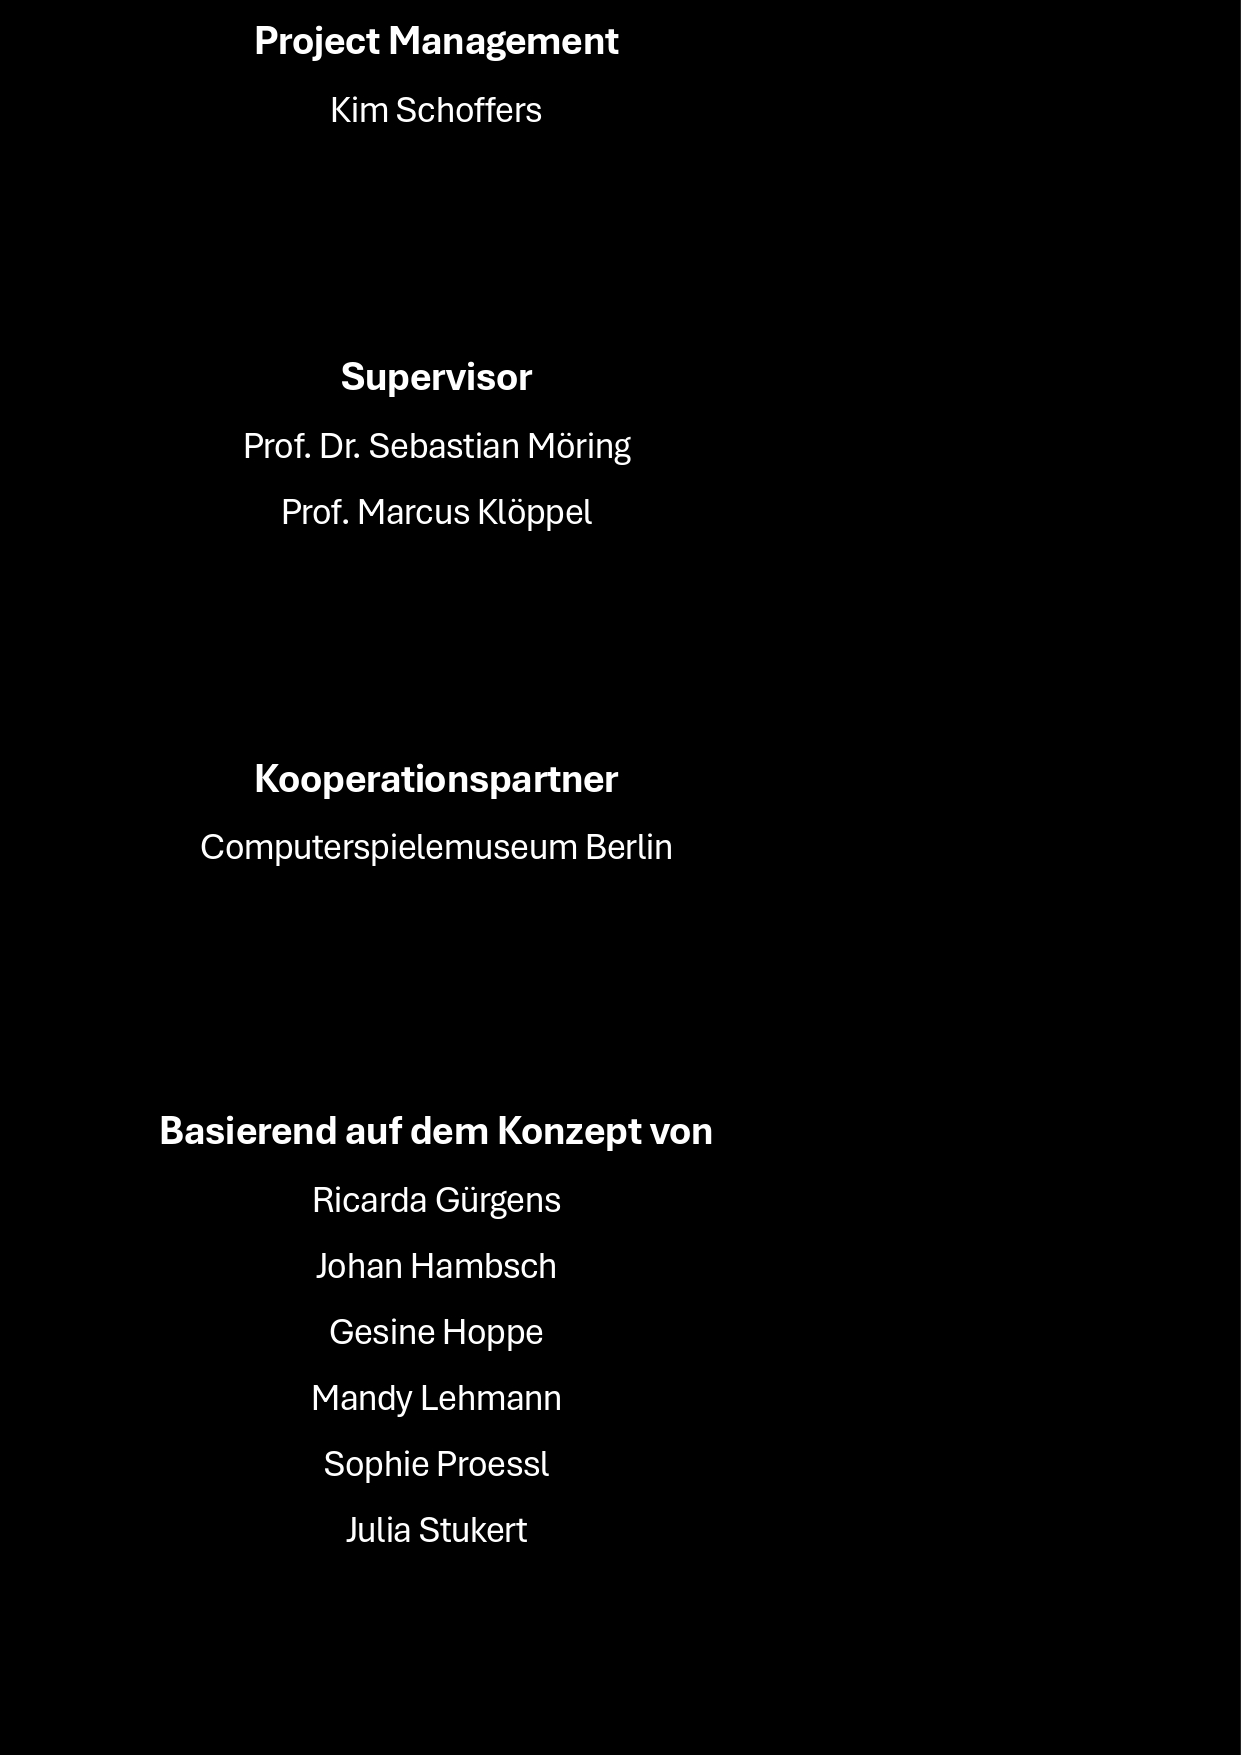 Project Management
Kim Schoffers
Supervisor
Prof. Dr. Sebastian Möring
Prof. Marcus Klöppel
Kooperationspartner
Computerspielemuseum Berlin
Basierend auf dem Konzept von
Ricarda Gürgens
Johan Hambsch
Gesine Hoppe
Mandy Lehmann
Sophie Proessl
Julia Stukert